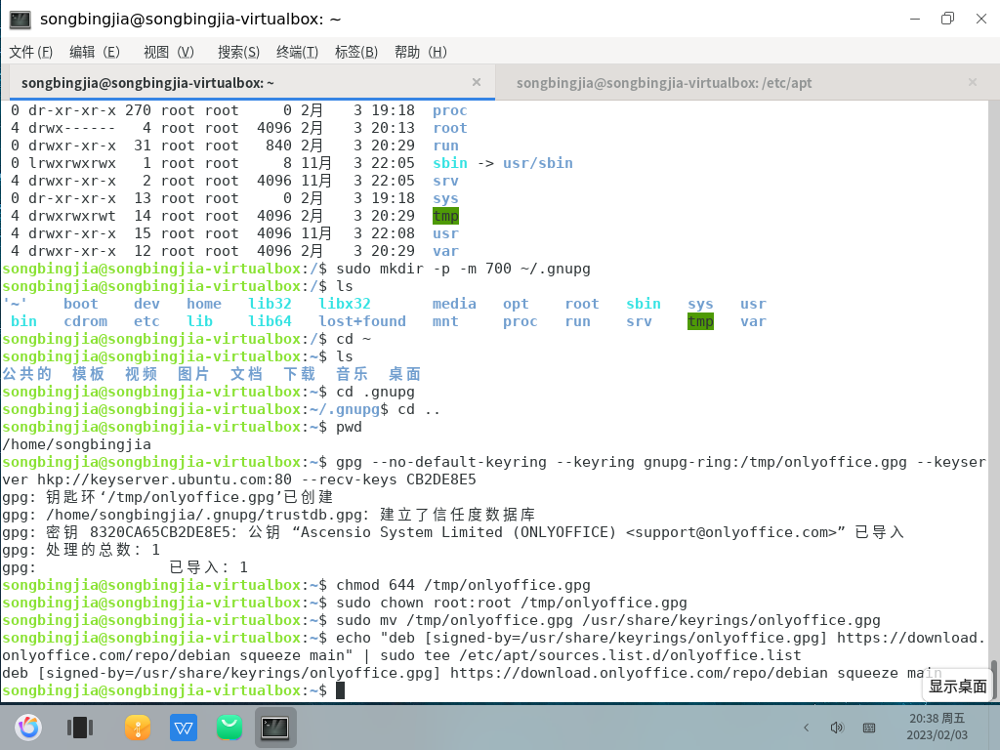 songbingjia@songbingjia-virtualbox: ~
文件 (F) 编辑（E） 视图（V） 搜索(S) 终端(T) 标签(B) 帮助（H）
songbingjia@songbingjia-virtualbox: ~ songbingjia@songbingjia-virtualbox: /etc/apt
0 dr-xr-xr-x 270 root root 0 2月 3 19:18 proc
4 drwx------ 4 root root 4096 2月 3 20:13 root
0 drwxr-xr-x 31 root root 840 2月 3 20:29 run
0 lrwxrwxrwx 1 root root 8 11月 3 22:05 sbin -> usr/sbin
4 drwxr-xr-x 2 root root 4096 11月 3 22:05 srv
0 dr-xr-xr-x 13 root root 0 2月 3 19:18 sys
4 drwxrwxrwt 14 root root 4096 2月 3 20:29 tmp
4 drwxr-xr-x 15 root root 4096 11月 3 22:08 usr
4 drwxr-xr-x 12 root root 4096 2月 3 20:29 var
songbingjia@songbingjia-virtualbox:/$ sudo mkdir -p -m 700 ~/.gnupg
songbingjia@songbingjia-virtualbox:/$ ls
'~' boot dev home lib32 libx32 media opt root sbin sys usr
bin cdrom etc lib lib64 lost+found mnt proc run srv tmp var
songbingjia@songbingjia-virtualbox:/$ cd ~
songbingjia@songbingjia-virtualbox:~$ ls
公共的 模板 视频 图片 文档 下载 音乐 桌面
songbingjia@songbingjia-virtualbox:~$ cd .gnupg
songbingjia@songbingjia-virtualbox:~/.gnupg$ cd ..
songbingjia@songbingjia-virtualbox:~$ pwd
/home/songbingjia
songbingjia@songbingjia-virtualbox:~$ gpg --no-default-keyring --keyring gnupg-ring:/tmp/onlyoffice.gpg --keyser
ver hkp://keyserver.ubuntu.com:80 --recv-keys CB2DE8E5
gpg: 钥匙环‘/tmp/onlyoffice.gpg’已创建
gpg: /home/songbingjia/.gnupg/trustdb.gpg：建立了信任度数据库
gpg: 密钥 8320CA65CB2DE8E5：公钥 “Ascensio System Limited (ONLYOFFICE) <support@onlyoffice.com>” 已导入
gpg: 处理的总数：1
gpg: 已导入：1
songbingjia@songbingjia-virtualbox:~$ chmod 644 /tmp/onlyoffice.gpg
songbingjia@songbingjia-virtualbox:~$ sudo chown root:root /tmp/onlyoffice.gpg
songbingjia@songbingjia-virtualbox:~$ sudo mv /tmp/onlyoffice.gpg /usr/share/keyrings/onlyoffice.gpg
songbingjia@songbingjia-virtualbox:~$ echo "deb [signed-by=/usr/share/keyrings/onlyoffice.gpg] https://download.
onlyoffice.com/repo/debian squeeze main" | sudo tee /etc/apt/sources.list.d/onlyoffice.list
deb [signed-by=/usr/share/keyrings/onlyoffice.gpg] https://download.onlyoffice.com/repo/debian squeeze main
songbingjia@songbingjia-virtualbox:~$
显示桌面
20:38 周五
2023/02/03